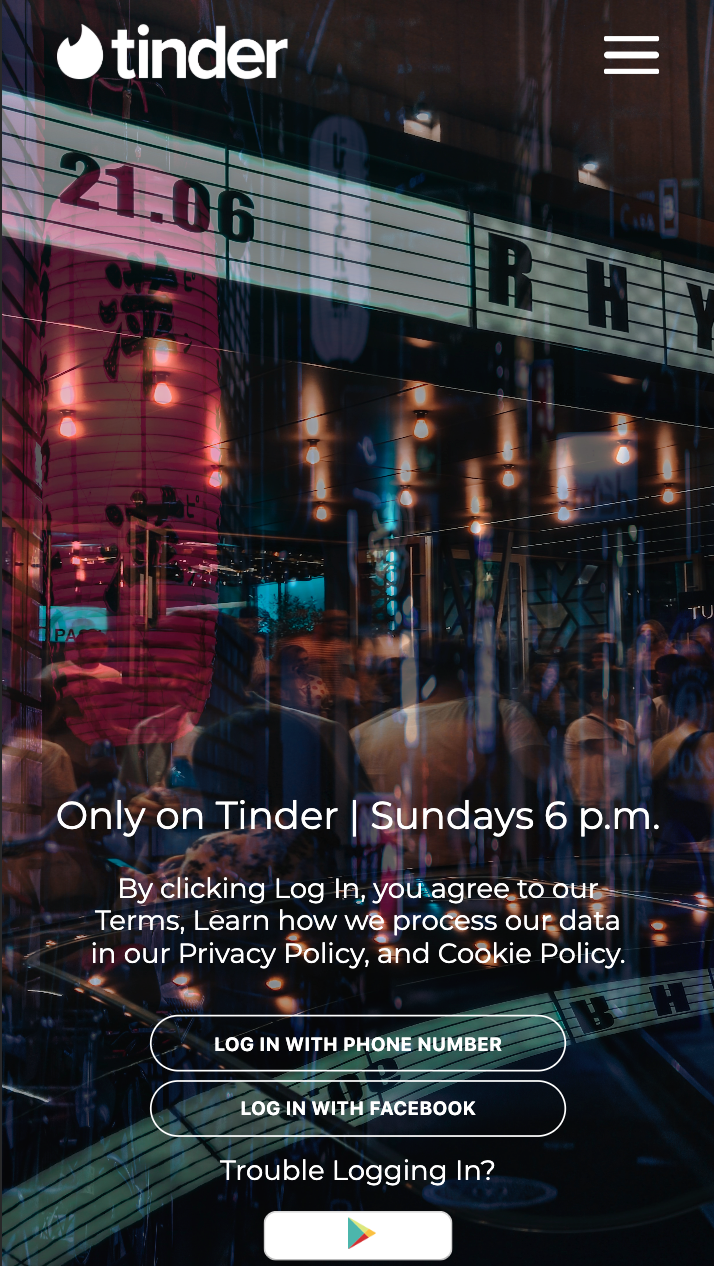 tinder
21.06
R H Y
TU
Only on Tinder | Sundays 6 p.m.
By clicking Log In, you agree to our
Terms, Learn how we process our data
in our Privacy Policy, and Cookie Policy.
LOG IN WITH PHONE NUMBER
LOG IN WITH FACEBOOK
Trouble Logging In?